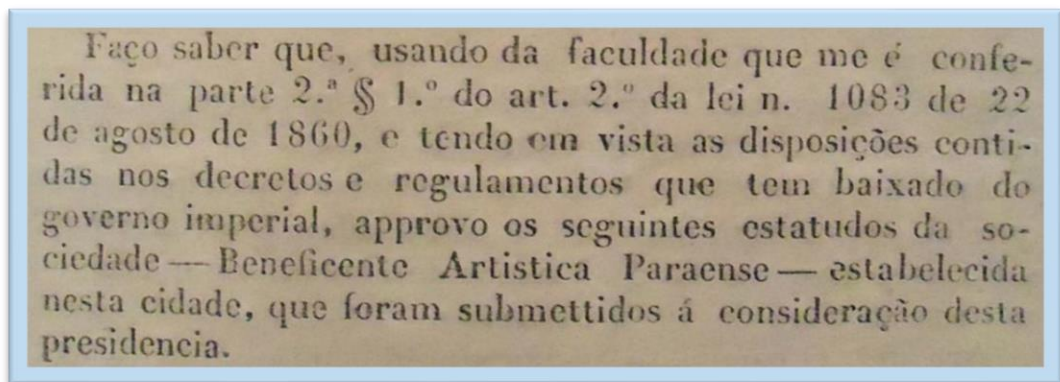 Faço saber que, usando da faculdade que me é confe-
rida na parte 2.ª § 1.º do art. 2.º da lei n. 1083 de 22
de agosto de 1860, e tendo em vista as disposições conti-
das nos decretos e regulamentos que tem baixado do
governo imperial, approvo os seguintes estatudos da so-
ciedade — Beneficente Artistica Paraense — estabelecida
nesta cidade, que foram submettidos á consideração desta
presidencia.